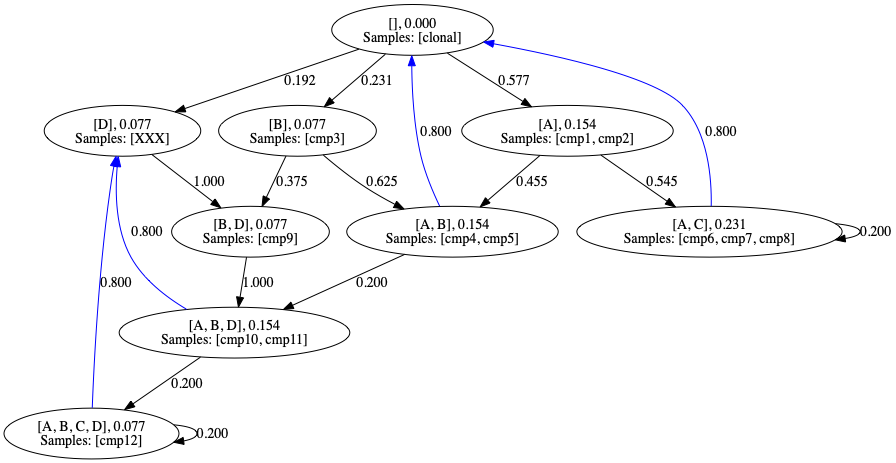 [], 0.000
Samples: [clonal]
0.192
0.231
0.577
[D], 0.077
Samples: [XXX]
[B], 0.077
Samples: [cmp3]
0.800
[A], 0.154
Samples: [cmp1, cmp2]
0.800
1.000
0.375
0.625
0.455
0.545
[B, D], 0.077
Samples: [cmp9]
[A, B], 0.154
Samples: [cmp4, cmp5]
[A, C], 0.231
Samples: [cmp6, cmp7, cmp8]
0.200
0.800
0.800
1.000
0.200
[A, B, D], 0.154
Samples: [cmp10, cmp11]
0.200
[A, B, C, D], 0.077
Samples: [cmp12]
0.200